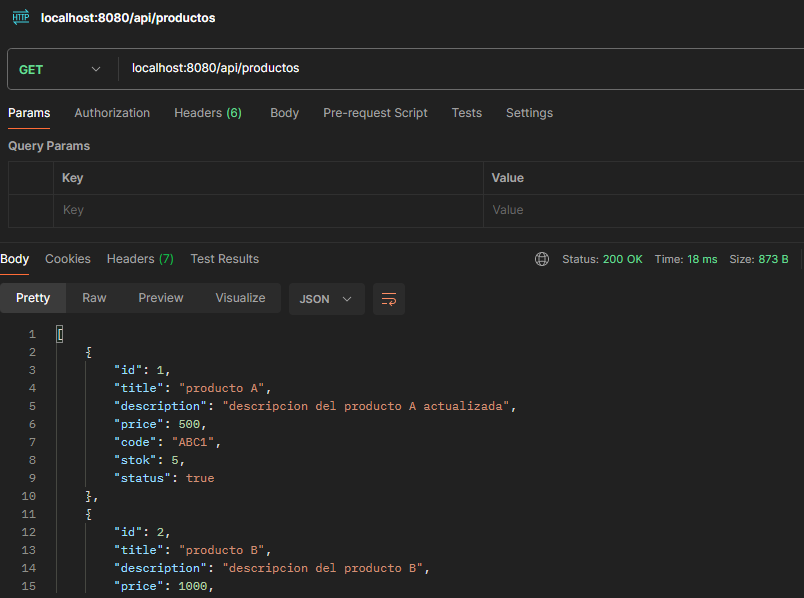 HTTP localhost:8080/api/productos
GET localhost:8080/api/productos
Params Authorization Headers (6) Body Pre-request Script Tests Settings
Query Params
Key Value
Key Value
Body Cookies Headers (7) Test Results Status: 200 OK Time: 18 ms Size: 873 B
Pretty Raw Preview Visualize JSON
1 [
2 {
3 "id": 1,
4 "title": "producto A",
5 "description": "descripcion del producto A actualizada",
6 "price": 500,
7 "code": "ABC1",
8 "stok": 5,
9 "status": true
10 },
11 {
12 "id": 2,
13 "title": "producto B",
14 "description": "descripcion del producto B",
15 "price": 1000,